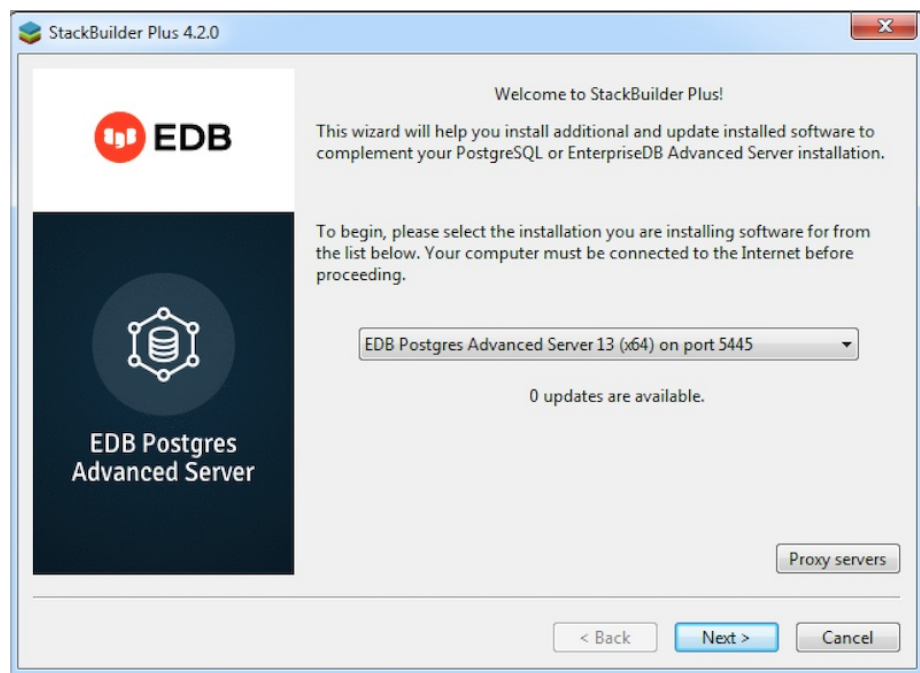 StackBuilder Plus 4.2.0
EDB
EDB Postgres
Advanced Server
Welcome to StackBuilder Plus!
This wizard will help you install additional and update installed software to
complement your PostgreSQL or EnterpriseDB Advanced Server installation.
To begin, please select the installation you are installing software for from
the list below. Your computer must be connected to the Internet before
proceeding.
EDB Postgres Advanced Server 13 (x64) on port 5445
0 updates are available.
Proxy servers
< Back
Next >
Cancel